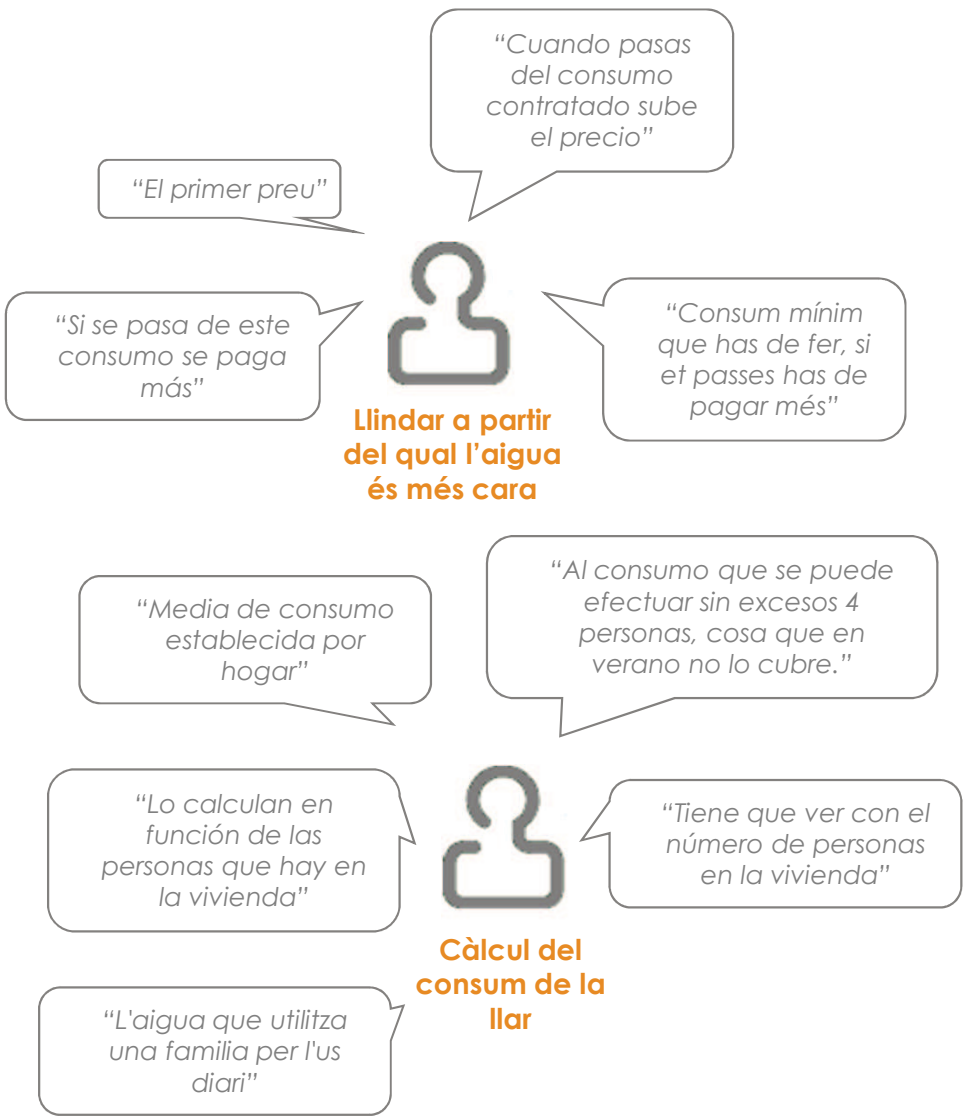 “Cuando pasas
del consumo
contratado sube
el precio”
“El primer preu”
“Si se pasa de este
consumo se paga
más”
“Consum mínim
que has de fer, si
et passes has de
pagar més”
Llindar a partir
del qual l’aigua
és més cara
“Al consumo que se puede
efectuar sin excesos 4
personas, cosa que en
verano no lo cubre.”
“Media de consumo
establecida por
hogar”
“Lo calculan en
función de las
personas que hay en
la vivienda”
“Tiene que ver con el
número de personas
en la vivienda”
Càlcul del
consum de la
llar
“L'aigua que utilitza
una familia per l'us
diari”